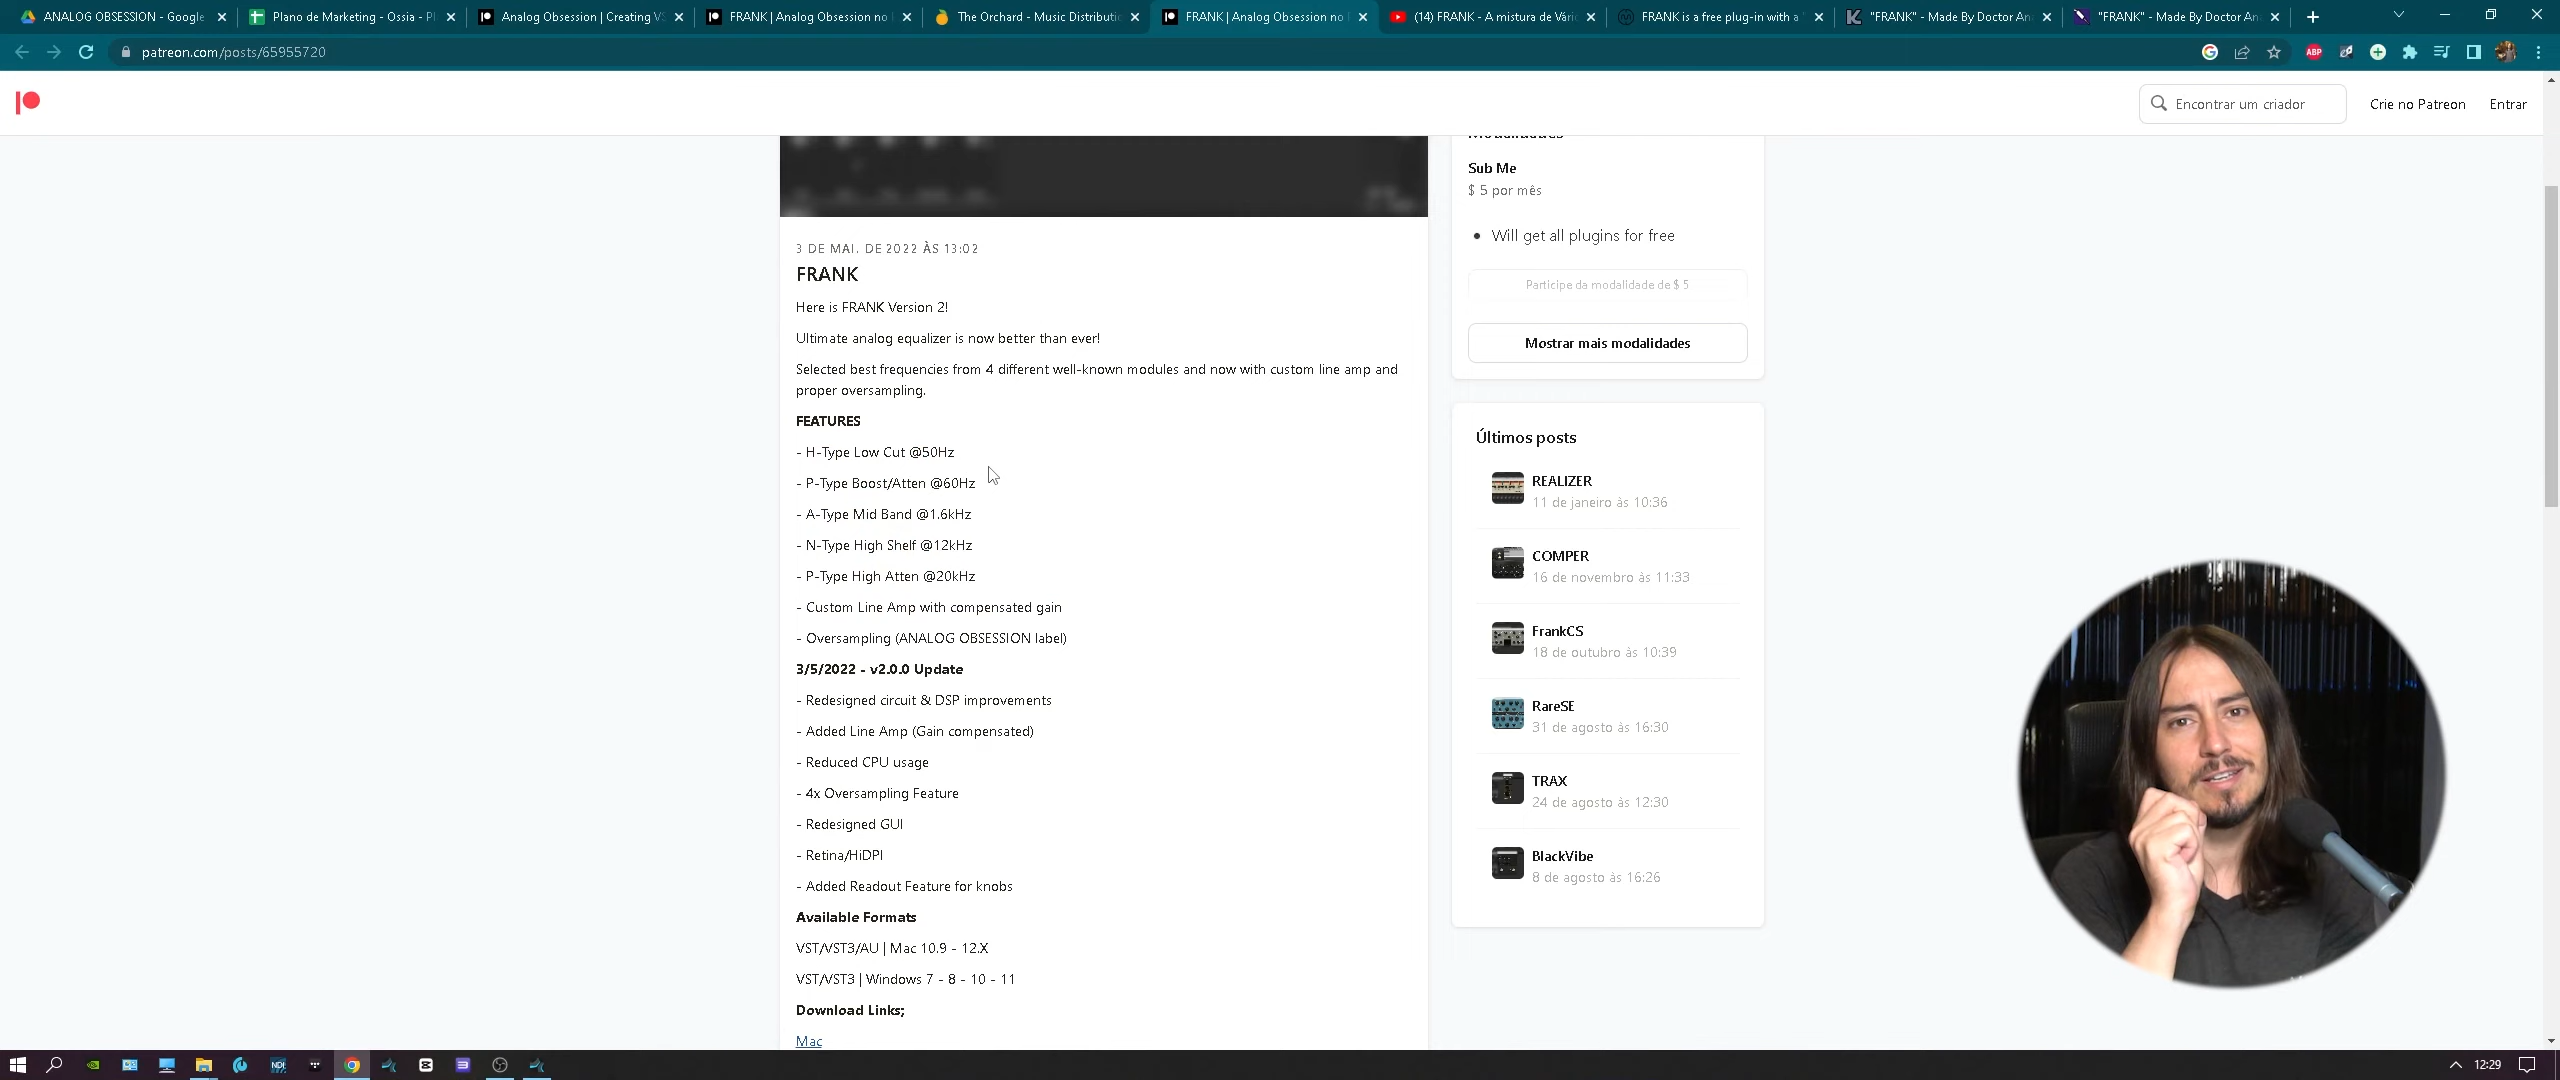 ANALOG OBSESSION - Google
Plano de Marketing - Ossia - Pl
Analog Obsession | Creating VS
FRANK | Analog Obsession no
The Orchard - Music Distributi
FRANK | Analog Obsession no
(14) FRANK - A mistura de Vári
FRANK is a free plug-in with a
"FRANK" - Made By Doctor An
"FRANK" - Made By Doctor An
patreon.com/posts/65955720
ABP
Encontrar um criador
Crie no Patreon
Entrar
3 DE MAI. DE 2022 ÀS 13:02
FRANK
Here is FRANK Version 2!
Ultimate analog equalizer is now better than ever!
Selected best frequencies from 4 different well-known modules and now with custom line amp and
proper oversampling.
FEATURES
- H-Type Low Cut @50Hz
- P-Type Boost/Atten @60Hz
- A-Type Mid Band @1.6kHz
- N-Type High Shelf @12kHz
- P-Type High Atten @20kHz
- Custom Line Amp with compensated gain
- Oversampling (ANALOG OBSESSION label)
3/5/2022 - v2.0.0 Update
- Redesigned circuit & DSP improvements
- Added Line Amp (Gain compensated)
- Reduced CPU usage
- 4x Oversampling Feature
- Redesigned GUI
- Retina/HiDPI
- Added Readout Feature for knobs
Available Formats
VST/VST3/AU | Mac 10.9 - 12.X
VST/VST3 | Windows 7 - 8 - 10 - 11
Download Links;
Mac
Modalidades
Sub Me
$ 5 por mês
• Will get all plugins for free
Participe da modalidade de $ 5
Mostrar mais modalidades
Últimos posts
REALIZER
11 de janeiro às 10:36
COMPER
16 de novembro às 11:33
FrankCS
18 de outubro às 10:39
RareSE
31 de agosto às 16:30
TRAX
24 de agosto às 12:30
BlackVibe
8 de agosto às 16:26
NDI
12:29